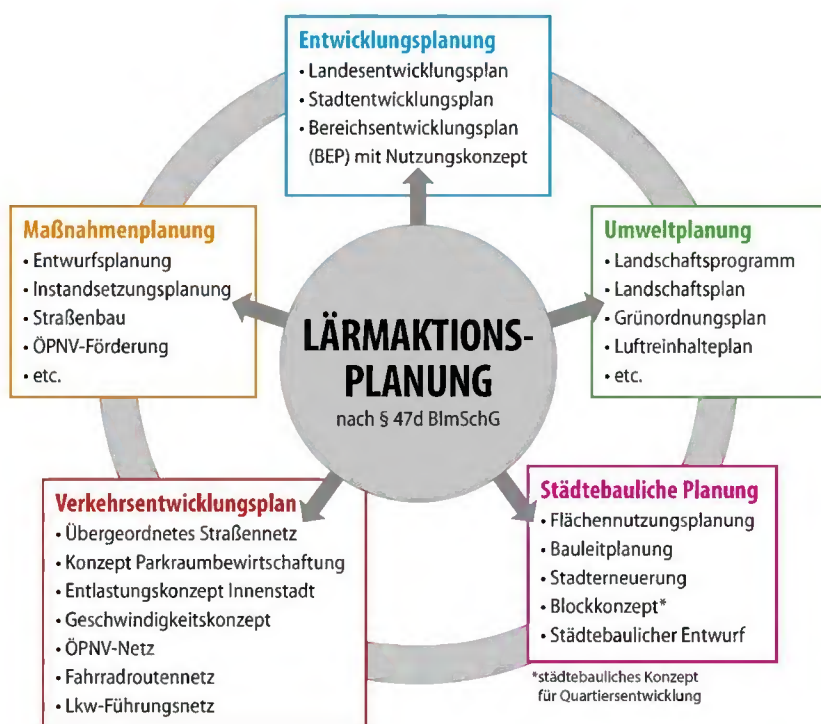 Entwicklungsplanung
• Landesentwicklungsplan
• Stadtentwicklungsplan
• Bereichsentwicklungsplan
(BEP) mit Nutzungskonzept
Maßnahmenplanung
• Entwurfsplanung
• Instandsetzungsplanung
• Straßenbau
• ÖPNV-Förderung
• etc.
Umweltplanung
• Landschaftsprogramm
• Landschaftsplan
• Grünordnungsplan
• Luftreinhalteplan
• etc.
LÄRMAKTIONS-
PLANUNG
nach § 47d BImSchG
Verkehrsentwicklungsplan
• Übergeordnetes Straßennetz
• Konzept Parkraumbewirtschaftung
• Entlastungskonzept Innenstadt
• Geschwindigkeitskonzept
• ÖPNV-Netz
• Fahrradroutennetz
• Lkw-Führungsnetz
Städtebauliche Planung
• Flächennutzungsplanung
• Bauleitplanung
• Stadterneuerung
• Blockkonzept*
• Städtebaulicher Entwurf
*städtebauliches Konzept
für Quartiersentwicklung